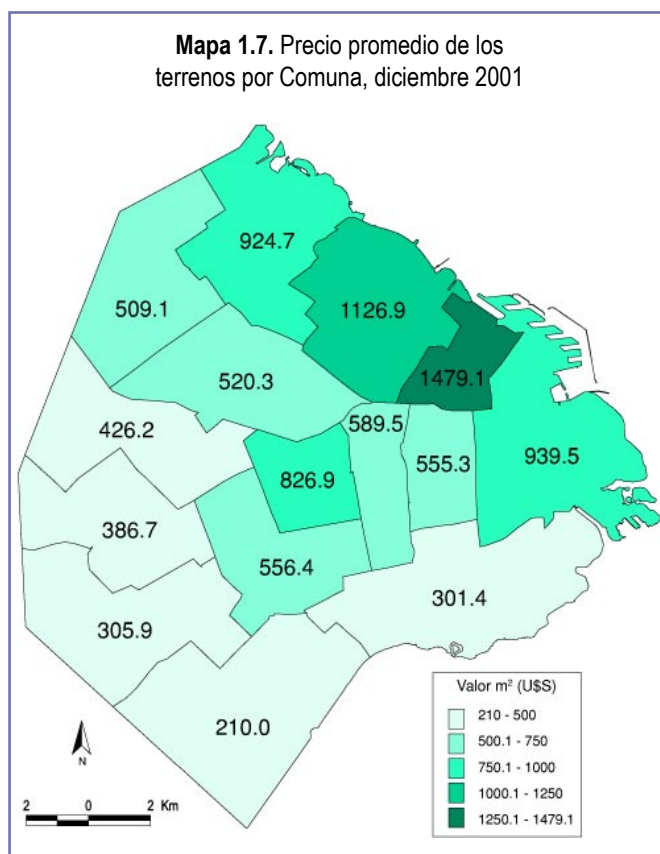 Mapa 1.7. Precio promedio de los
terrenos por Comuna, diciembre 2001
924.7
509.1
1126.9
1479.1
520.3
589.5
426.2
555.3
939.5
826.9
386.7
556.4
301.4
305.9
210.0
Valor m² (U$S)
210 - 500
500.1 - 750
750.1 - 1000
1000.1 - 1250
1250.1 - 1479.1
N
2 0 2 Km